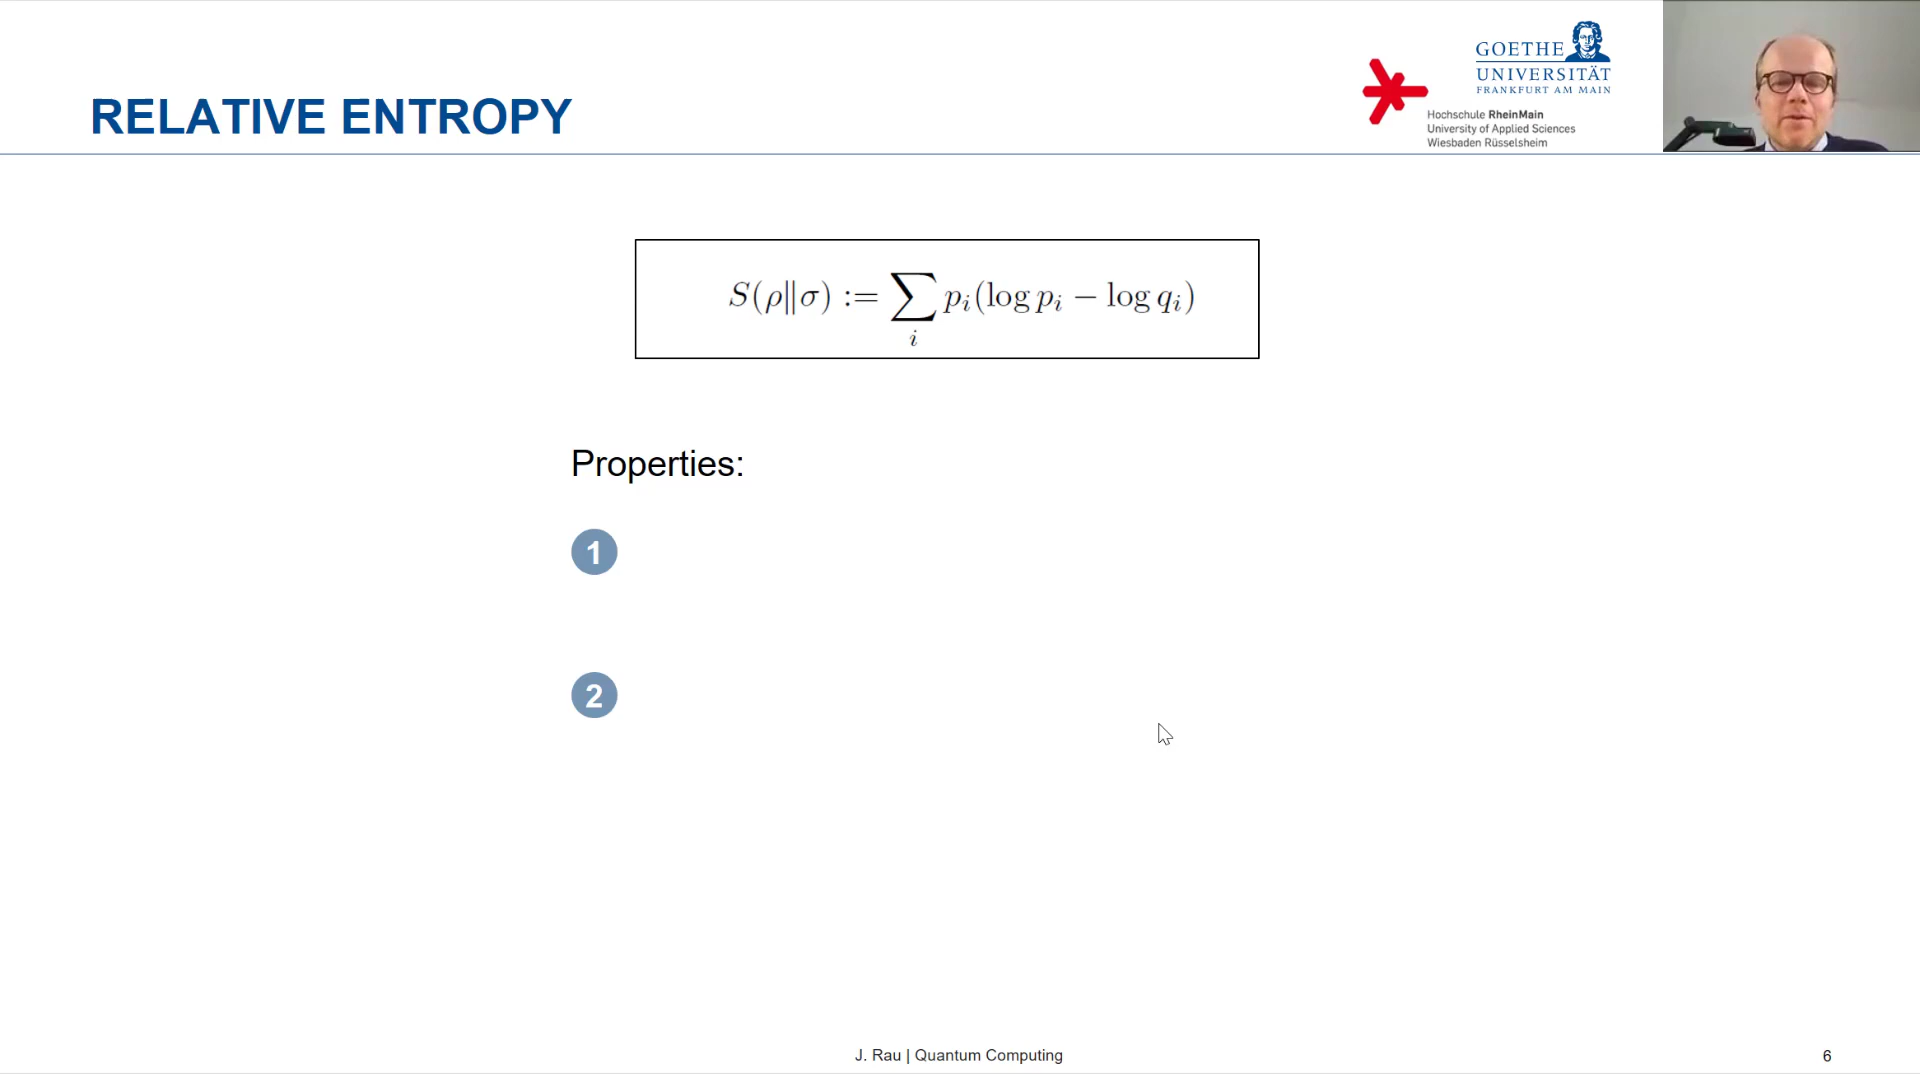 GOETHE
UNIVERSITÄT
FRANKFURT AM MAIN
RELATIVE ENTROPY
Hochschule RheinMain
University of Applied Sciences
Wiesbaden Rüsselsheim
S(ρ‖σ) := ∑_i p_i(log p_i − log q_i)
Properties:
1
2
J. Rau | Quantum Computing
6